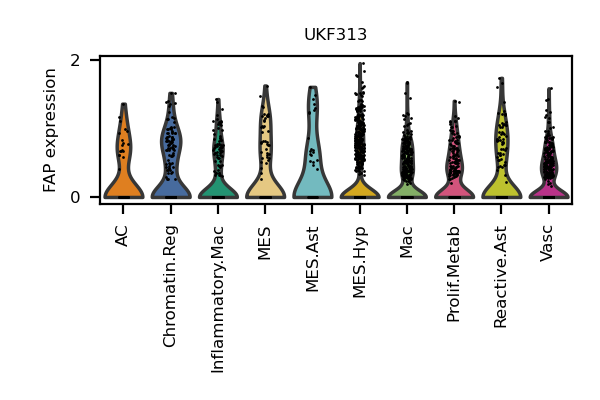 UKF313
FAP expression
2
0
AC
Chromatin.Reg
Inflammatory.Mac
MES
MES.Ast
MES.Hyp
Mac
Prolif.Metab
Reactive.Ast
Vasc